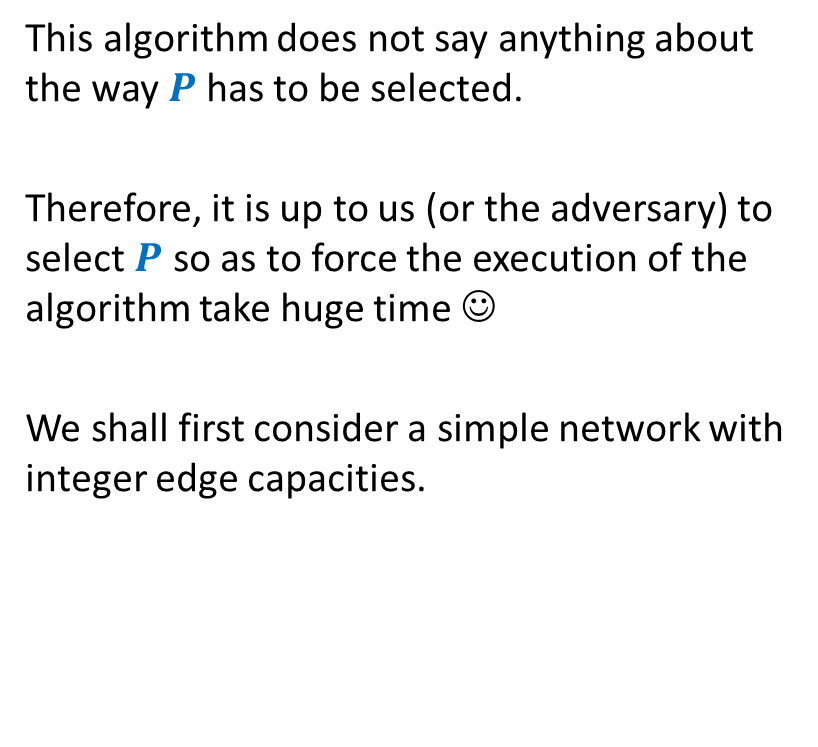 This algorithm does not say anything about
the way P has to be selected.
Therefore, it is up to us (or the adversary) to
select P so as to force the execution of the
algorithm take huge time ☺
We shall first consider a simple network with
integer edge capacities.